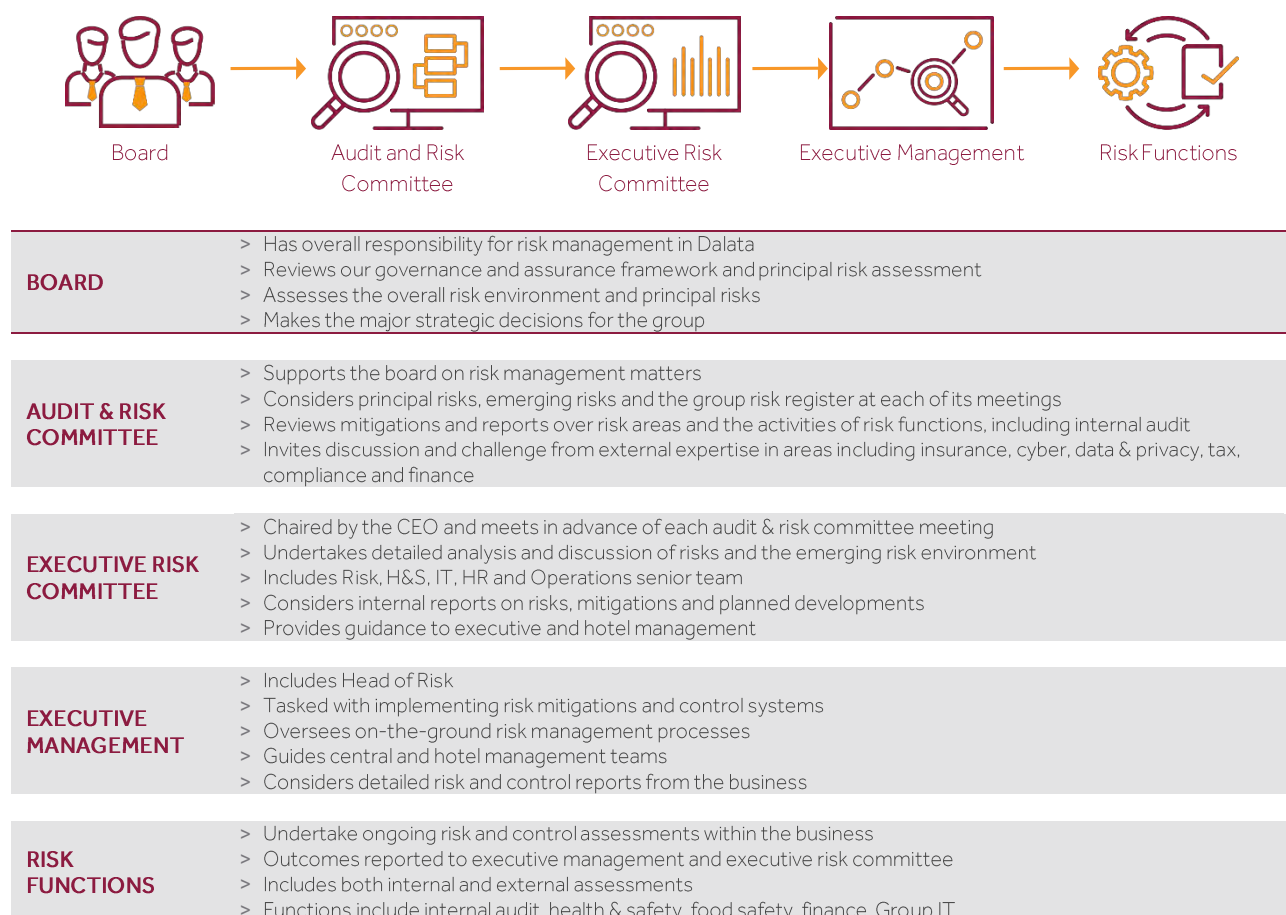 Board
Audit and Risk
Committee
Executive Risk
Committee
Executive Management
Risk Functions
BOARD
> Has overall responsibility for risk management in Dalata
> Reviews our governance and assurance framework and principal risk assessment
> Assesses the overall risk environment and principal risks
> Makes the major strategic decisions for the group
AUDIT & RISK
COMMITTEE
> Supports the board on risk management matters
> Considers principal risks, emerging risks and the group risk register at each of its meetings
> Reviews mitigations and reports over risk areas and the activities of risk functions, including internal audit
> Invites discussion and challenge from external expertise in areas including insurance, cyber, data & privacy, tax,
compliance and finance
EXECUTIVE RISK
COMMITTEE
> Chaired by the CEO and meets in advance of each audit & risk committee meeting
> Undertakes detailed analysis and discussion of risks and the emerging risk environment
> Includes Risk, H&S, IT, HR and Operations senior team
> Considers internal reports on risks, mitigations and planned developments
> Provides guidance to executive and hotel management
EXECUTIVE
MANAGEMENT
> Includes Head of Risk
> Tasked with implementing risk mitigations and control systems
> Oversees on-the-ground risk management processes
> Guides central and hotel management teams
> Considers detailed risk and control reports from the business
RISK
FUNCTIONS
> Undertake ongoing risk and control assessments within the business
> Outcomes reported to executive management and executive risk committee
> Includes both internal and external assessments
> Functions include internal audit, health & safety, food safety, finance, Group IT